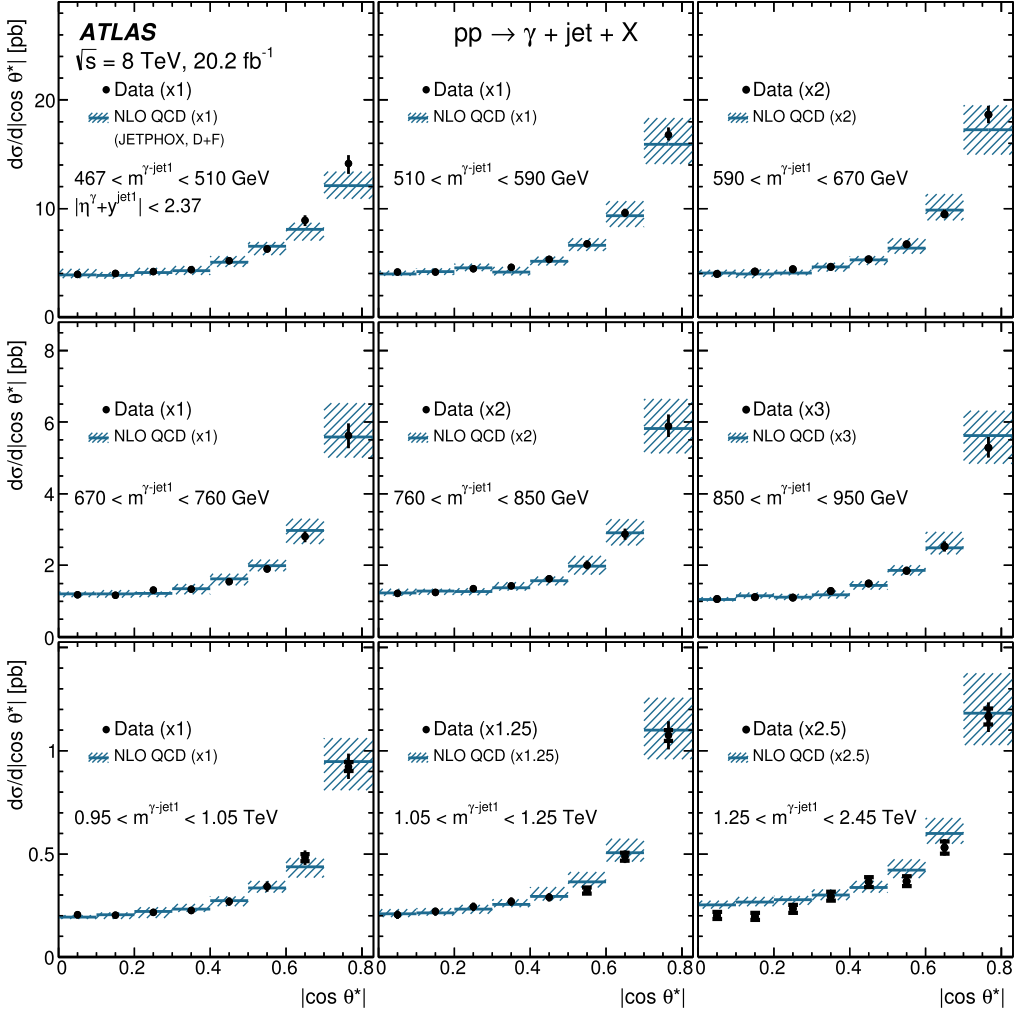 ATLAS
√s = 8 TeV, 20.2 fb⁻¹
Data (x1)
NLO QCD (x1)
(JETPHOX, D+F)
467 < m^γ-jet1 < 510 GeV
|η^γ+y^jet1| < 2.37
dσ/d|cos θ*| [pb]
20
10
0
pp → γ + jet + X
Data (x1)
NLO QCD (x1)
510 < m^γ-jet1 < 590 GeV
Data (x2)
NLO QCD (x2)
590 < m^γ-jet1 < 670 GeV
dσ/d|cos θ*| [pb]
8
6
4
2
0
Data (x1)
NLO QCD (x1)
670 < m^γ-jet1 < 760 GeV
Data (x2)
NLO QCD (x2)
760 < m^γ-jet1 < 850 GeV
Data (x3)
NLO QCD (x3)
850 < m^γ-jet1 < 950 GeV
dσ/d|cos θ*| [pb]
1
0.5
0
Data (x1)
NLO QCD (x1)
0.95 < m^γ-jet1 < 1.05 TeV
0 0.2 0.4 0.6 0.8
|cos θ*|
Data (x1.25)
NLO QCD (x1.25)
1.05 < m^γ-jet1 < 1.25 TeV
0 0.2 0.4 0.6 0.8
|cos θ*|
Data (x2.5)
NLO QCD (x2.5)
1.25 < m^γ-jet1 < 2.45 TeV
0 0.2 0.4 0.6 0.8
|cos θ*|